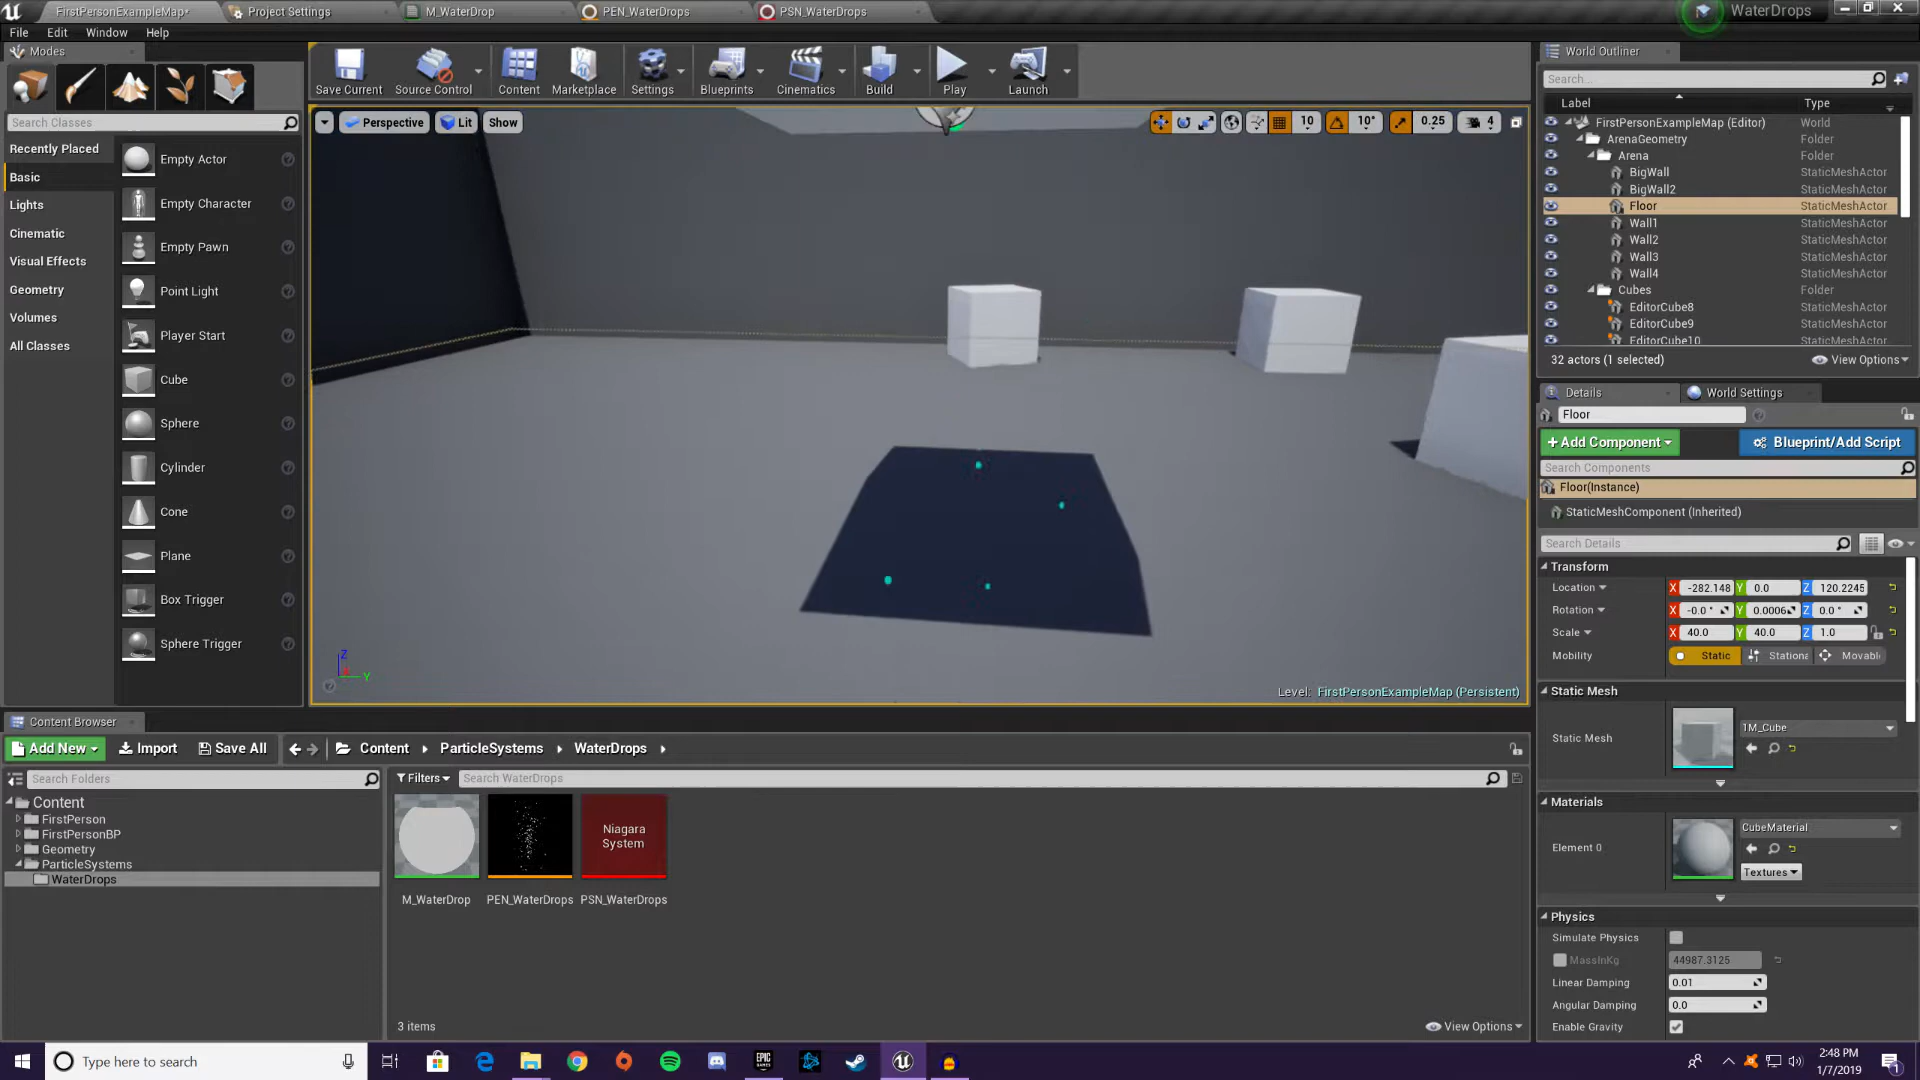 FirstPersonExampleMap*
Project Settings
M_WaterDrop
PEN_WaterDrops
PSN_WaterDrops
WaterDrops
File Edit Window Help
Modes
Save Current
Source Control
Content
Marketplace
Settings
Blueprints
Cinematics
Build
Play
Launch
Search Classes
Recently Placed
Basic
Lights
Cinematic
Visual Effects
Geometry
Volumes
All Classes
Empty Actor
Empty Character
Empty Pawn
Point Light
Player Start
Cube
Sphere
Cylinder
Cone
Plane
Box Trigger
Sphere Trigger
Perspective Lit Show
10 10° 0.25 4
Z
Y
Level: FirstPersonExampleMap (Persistent)
World Outliner
Search...
Label Type
FirstPersonExampleMap (Editor) World
ArenaGeometry Folder
Arena Folder
BigWall StaticMeshActor
BigWall2 StaticMeshActor
Floor StaticMeshActor
Wall1 StaticMeshActor
Wall2 StaticMeshActor
Wall3 StaticMeshActor
Wall4 StaticMeshActor
Cubes Folder
EditorCube8 StaticMeshActor
EditorCube9 StaticMeshActor
EditorCube10 StaticMeshActor
32 actors (1 selected) View Options
Details
World Settings
Floor
+Add Component
Blueprint/Add Script
Search Components
Floor(Instance)
StaticMeshComponent (Inherited)
Search Details
Transform
Location X -282.148 Y 0.0 Z 120.2245
Rotation X -0.0 ° Y 0.0006 Z 0.0 °
Scale X 40.0 Y 40.0 Z 1.0
Mobility Static Stationa Movabl
Static Mesh
Static Mesh 1M_Cube
Materials
Element 0 CubeMaterial
Textures
Physics
Simulate Physics
MassInKg 44987.3125
Linear Damping 0.01
Angular Damping 0.0
Enable Gravity
Content Browser
Add New Import Save All Content ParticleSystems WaterDrops
Search Folders
Filters
Search WaterDrops
Content
FirstPerson
FirstPersonBP
Geometry
ParticleSystems
WaterDrops
Niagara
System
M_WaterDrop
PEN_WaterDrops
PSN_WaterDrops
3 items
View Options
Type here to search
EPIC
GAMES
2:48 PM
1/7/2019
1